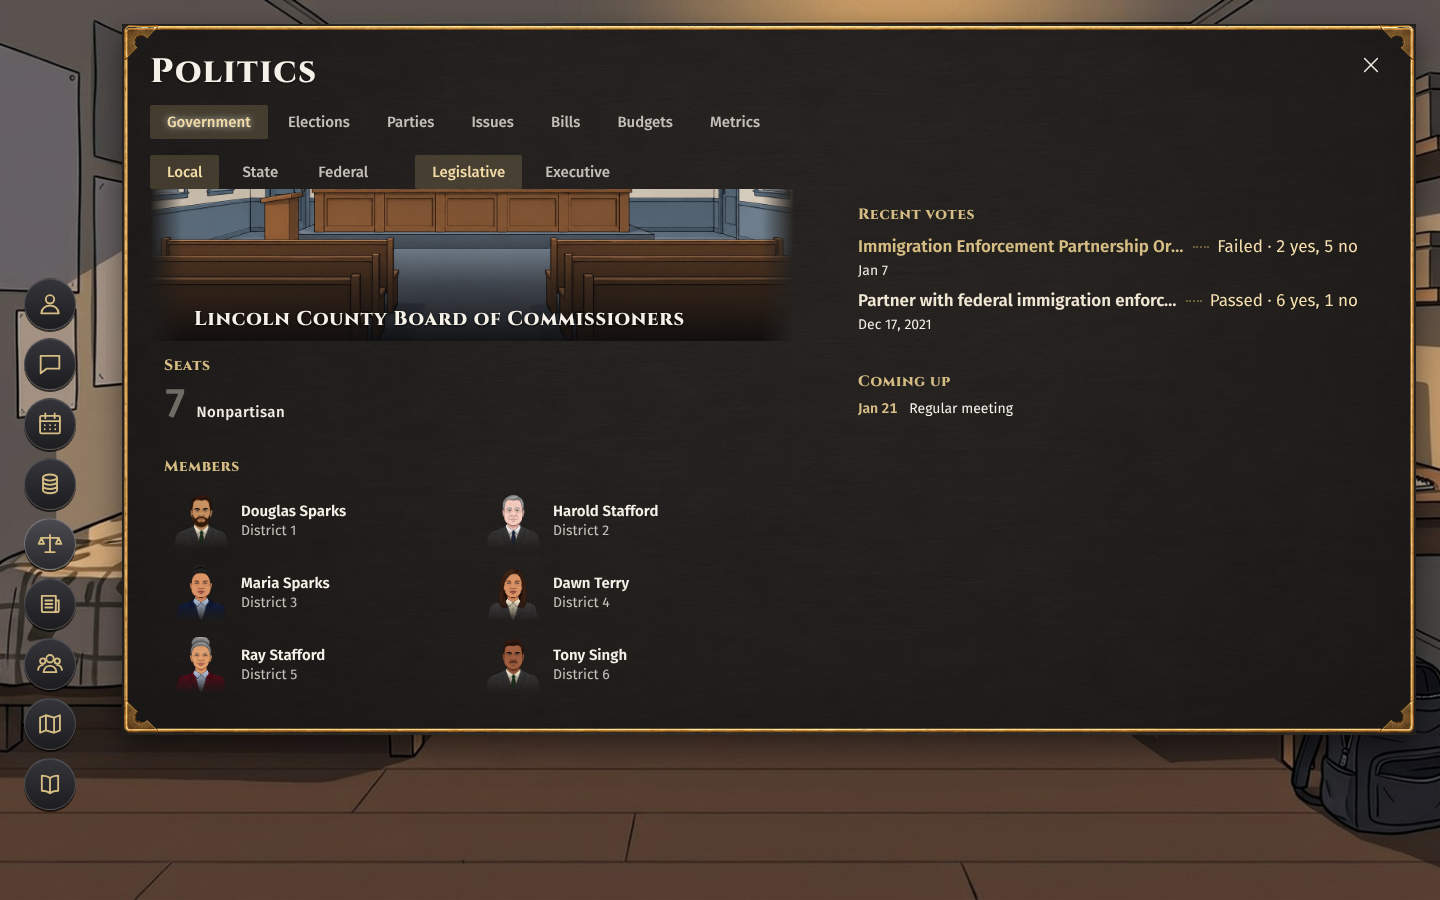 Politics
Government Elections Parties Issues Bills Budgets Metrics
Local State Federal Legislative Executive
Lincoln County Board of Commissioners
Seats
7 Nonpartisan
Members
Douglas Sparks
District 1
Harold Stafford
District 2
Maria Sparks
District 3
Dawn Terry
District 4
Ray Stafford
District 5
Tony Singh
District 6
Recent votes
Immigration Enforcement Partnership Or... Failed · 2 yes, 5 no
Jan 7
Partner with federal immigration enforc... Passed · 6 yes, 1 no
Dec 17, 2021
Coming up
Jan 21 Regular meeting